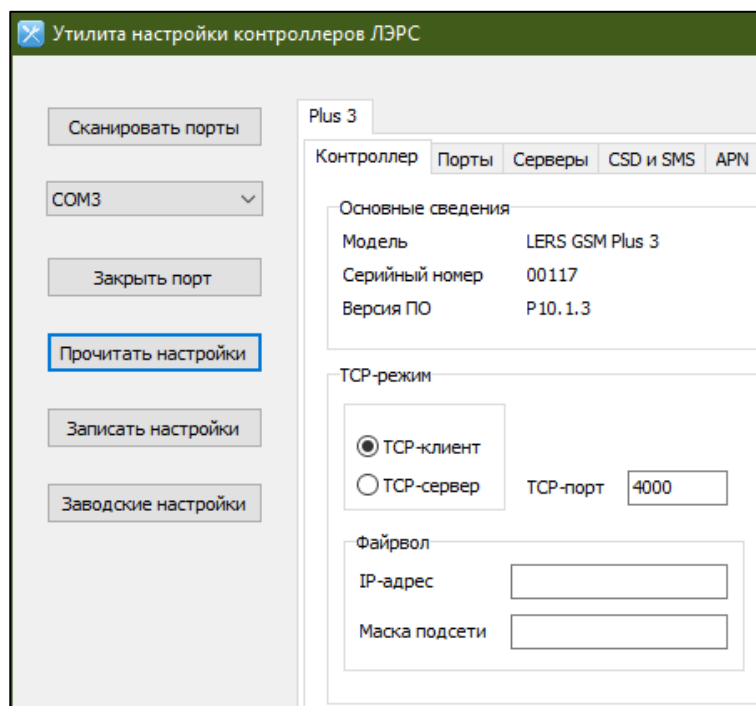 Утилита настройки контроллеров ЛЭРС
Сканировать порты
COM3
Закрыть порт
Прочитать настройки
Записать настройки
Заводские настройки
Plus 3
Контроллер Порты Серверы CSD и SMS APN
Основные сведения
Модель LERS GSM Plus 3
Серийный номер 00117
Версия ПО P10.1.3
TCP-режим
TCP-клиент
TCP-сервер TCP-порт 4000
Файрвол
IP-адрес
Маска подсети